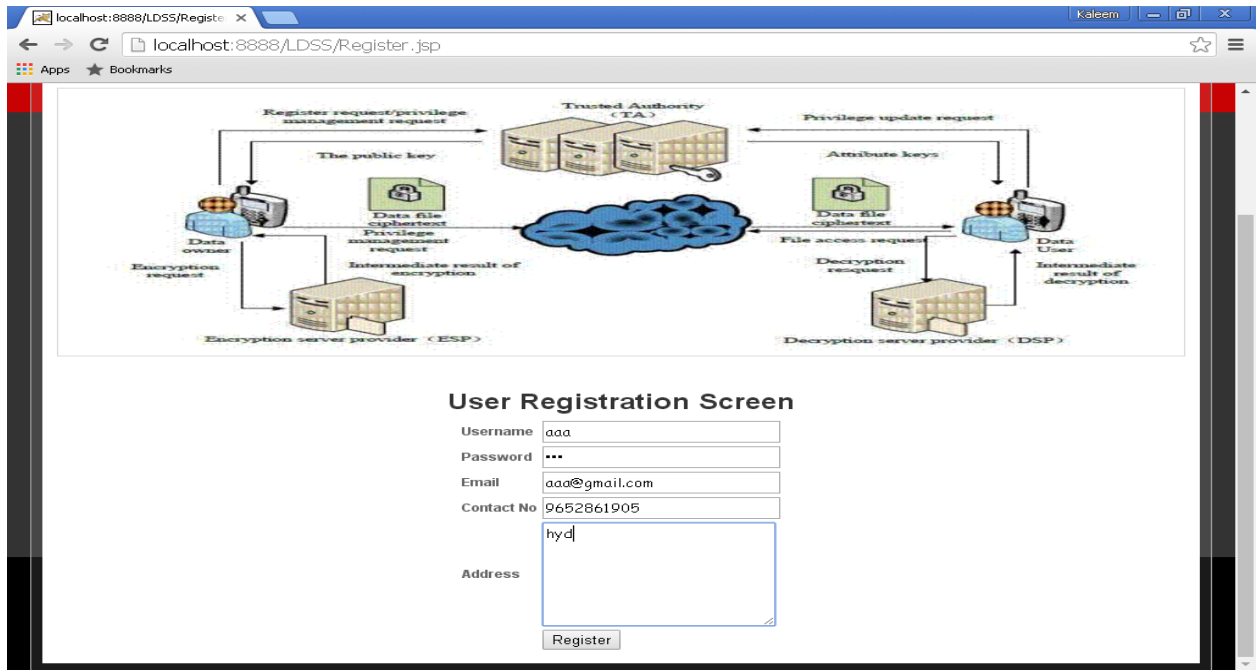 localhost:8888/LDSS/Registe
Kaleem
localhost:8888/LDSS/Register.jsp
Apps
Bookmarks
Trusted Authority
(TA)
Register request/privilege
management request
Privilege update request
The public key
Attribute keys
Data file
ciphertext
Data file
ciphertext
Data
owner
Privilege
management
request
File access request
Data
User
Encryption
request
Intermediate result of
encryption
Decryption
resquest
Intermediate
result of
decryption
Encryption server provider (ESP)
Decryption server provider (DSP)
User Registration Screen
Username aaa
Password •••
Email aaa@gmail.com
Contact No 9652861905
Address hyd
Register